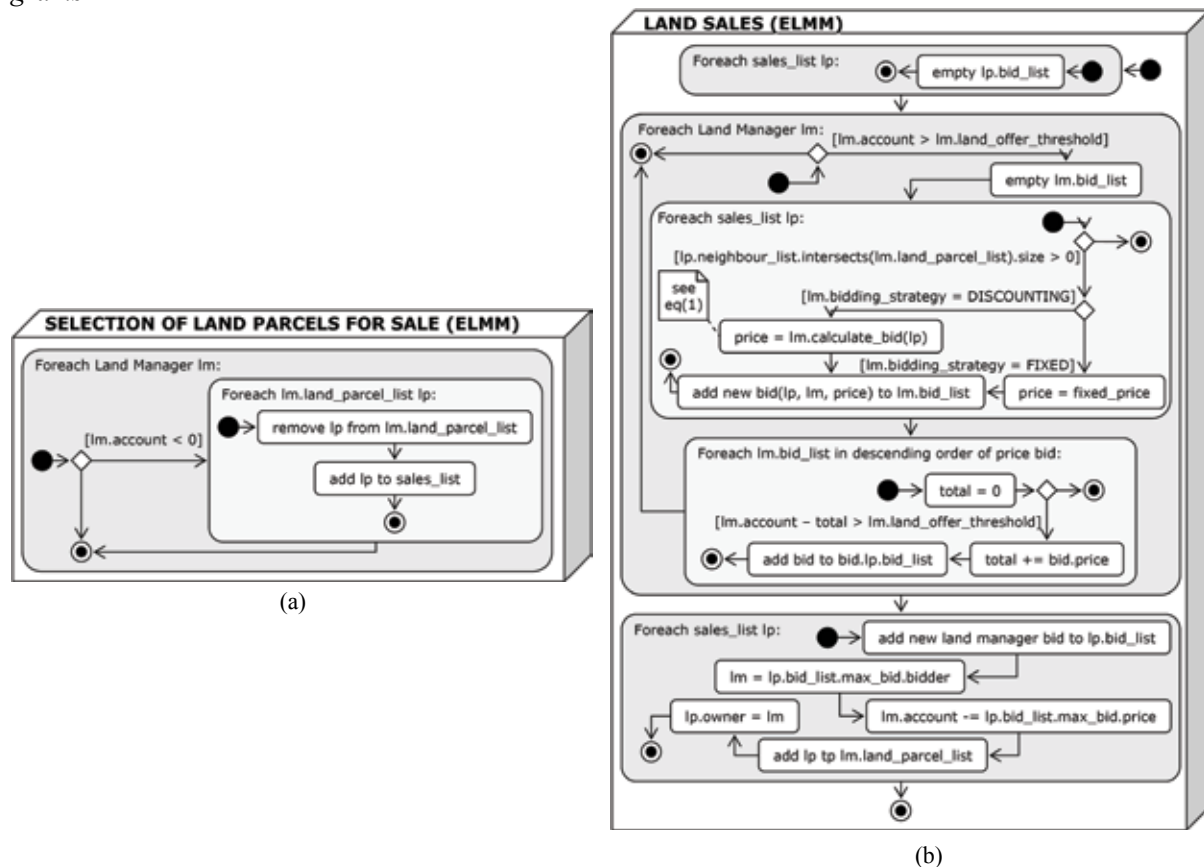 SELECTION OF LAND PARCELS FOR SALE (ELMM)
Foreach Land Manager lm:
Foreach lm.land_parcel_list lp:
remove lp from lm.land_parcel_list
[lm.account < 0]
add lp to sales_list
(a)
LAND SALES (ELMM)
Foreach sales_list lp:
empty lp.bid_list
Foreach Land Manager lm:
[lm.account > lm.land_offer_threshold]
empty lm.bid_list
Foreach sales_list lp:
[lp.neighbour_list.intersects(lm.land_parcel_list).size > 0]
see
eq(1)
[lm.bidding_strategy = DISCOUNTING]
price = lm.calculate_bid(lp)
[lm.bidding_strategy = FIXED]
add new bid(lp, lm, price) to lm.bid_list
price = fixed_price
Foreach lm.bid_list in descending order of price bid:
total = 0
[lm.account – total > lm.land_offer_threshold]
add bid to bid.lp.bid_list
total += bid.price
Foreach sales_list lp:
add new land manager bid to lp.bid_list
lm = lp.bid_list.max_bid.bidder
lp.owner = lm
lm.account -= lp.bid_list.max_bid.price
add lp tp lm.land_parcel_list
(b)